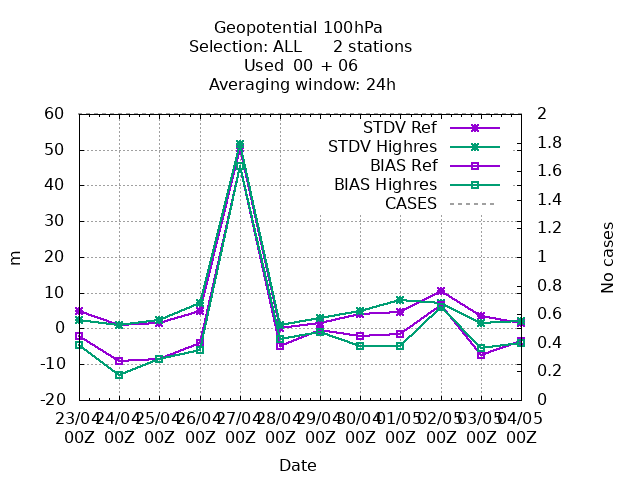 Geopotential 100hPa
Selection: ALL 2 stations
Used 00 + 06
Averaging window: 24h
60 2
50 1.8
40 1.6
30 1.4
20 1.2
10 1
0 0.8
-10 0.6
-20 0.4
0.2
0
m
No cases
STDV Ref
STDV Highres
BIAS Ref
BIAS Highres
CASES
23/04 24/04 25/04 26/04 27/04 28/04 29/04 30/04 01/05 02/05 03/05 04/05
00Z 00Z 00Z 00Z 00Z 00Z 00Z 00Z 00Z 00Z 00Z 00Z
Date